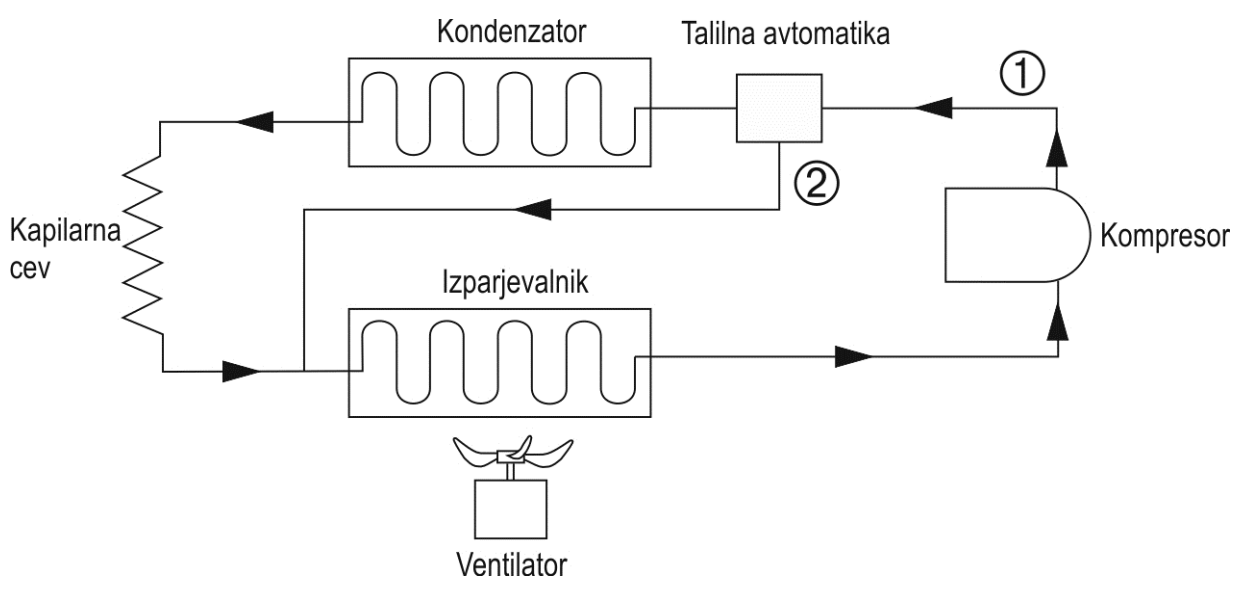 Kondenzator
Talilna avtomatika
1
2
Kapilarna
cev
Kompresor
Izparjevalnik
Ventilator